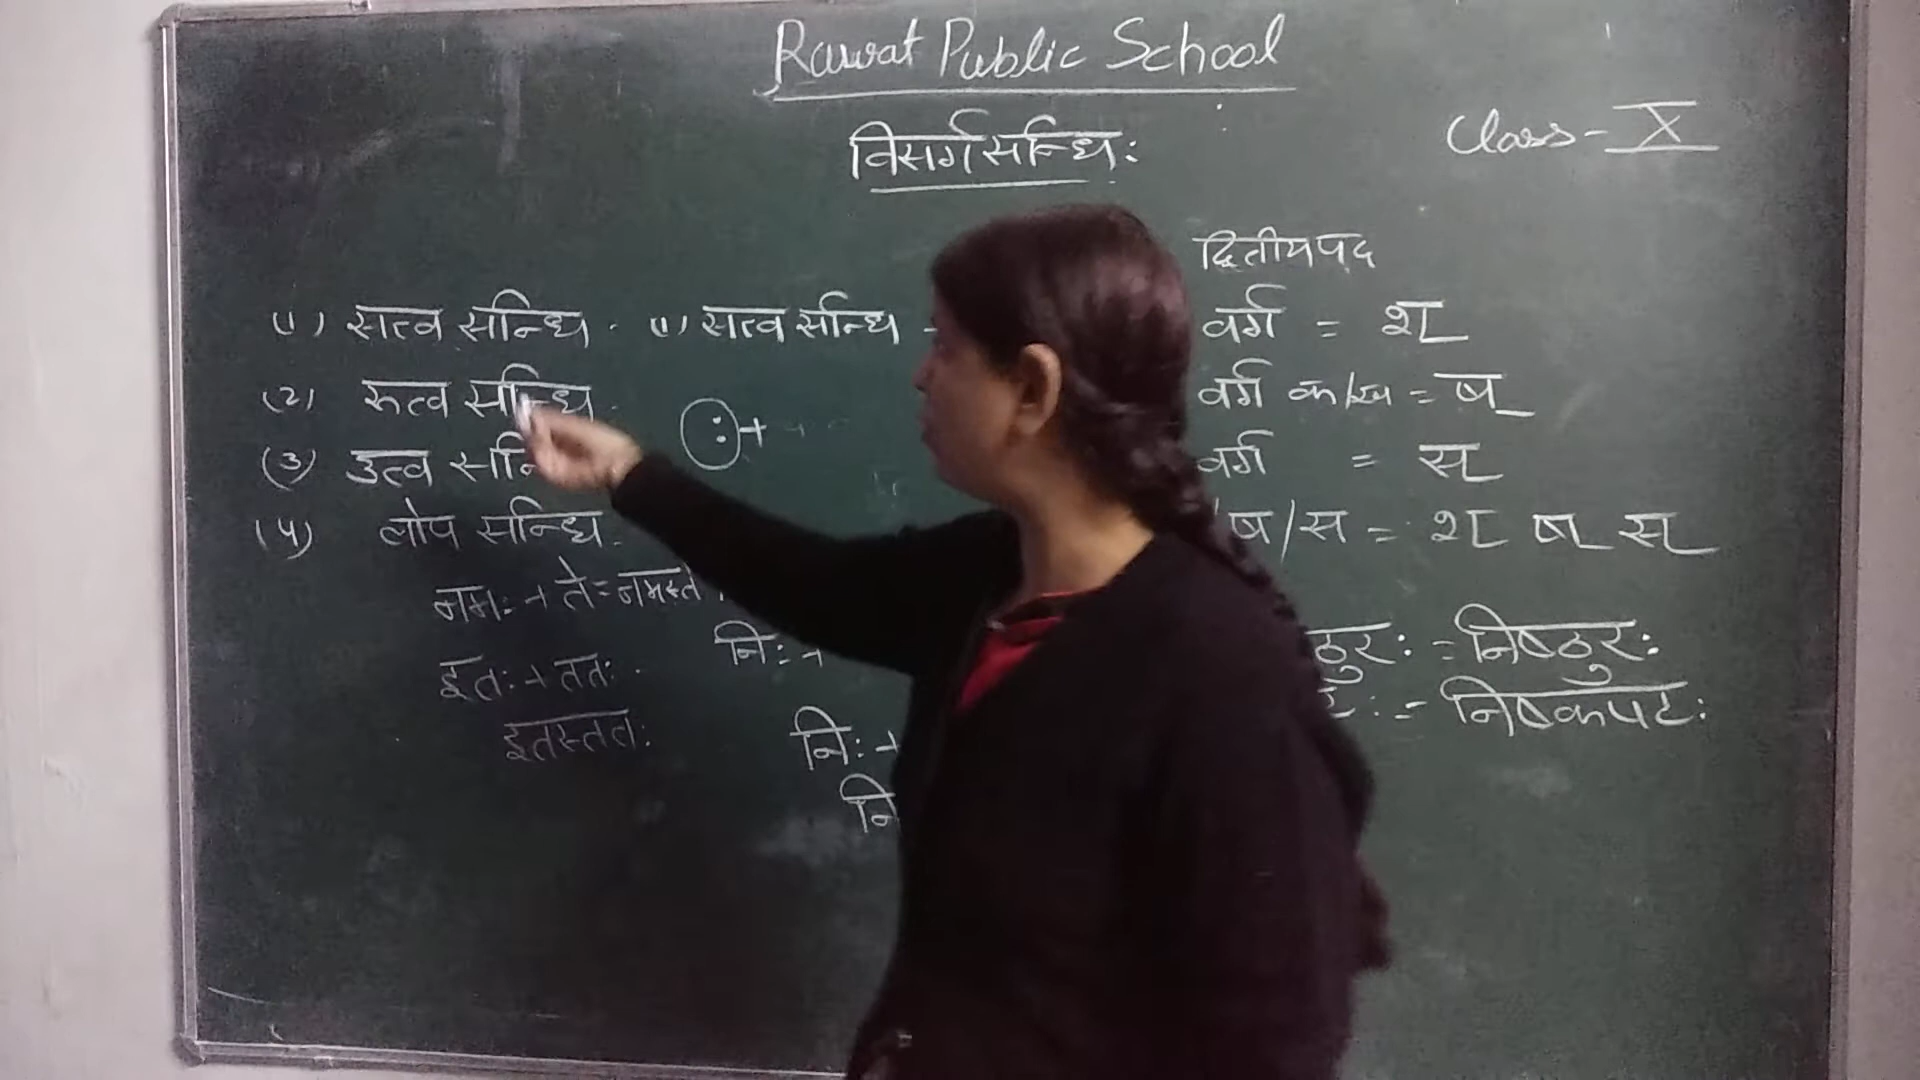 Rawat Public School
विसर्गसन्धि:
Class - X
द्वितीयपद
(1) सत्व सन्धि . (1) सत्व सन्धि -
वर्ग = श्
(2) रुत्व सन्धि .
वर्ग क/ख = ष्
: +
(3) उत्व सन्
वर्ग = स्
(4) लोप सन्धि .
/ष/स = श् ष् स्
नम: + ते = नमस्ते
नि: +
ठुर: = निष्ठुर:
इत: + तत: .
ट: = निष्कपट:
इतस्तत:
नि: +
नि